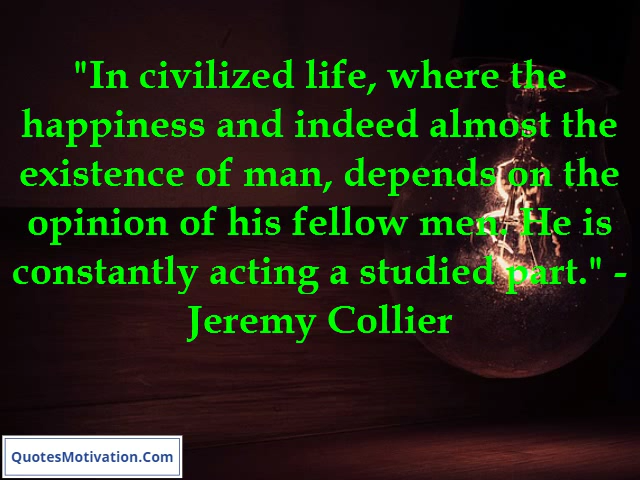 "In civilized life, where the
happiness and indeed almost the
existence of man, depends on the
opinion of his fellow men. He is
constantly acting a studied part." -
Jeremy Collier
QuotesMotivation.Com